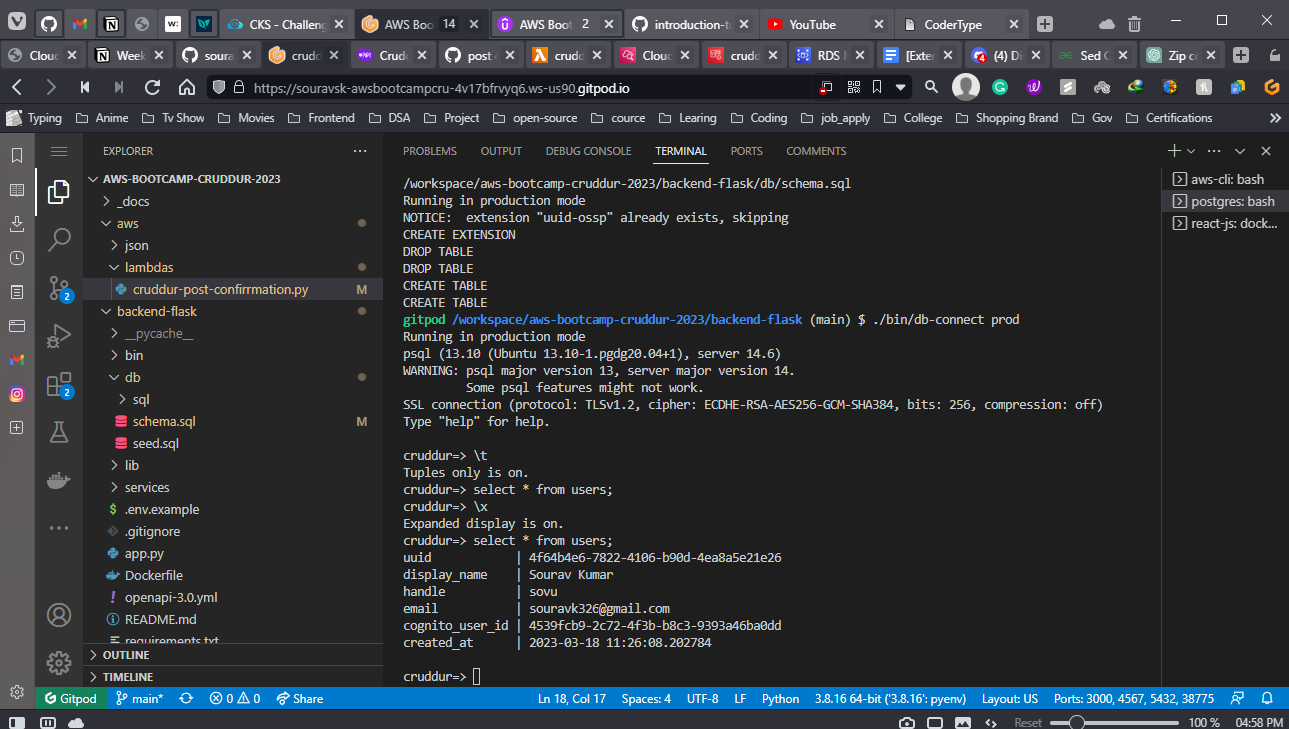 CKS - Challeng
AWS Boo 14
AWS Boot 2
introduction-t
YouTube
CoderType
Cloud
Week
soura
crudd
Crudd
post c
crudd
Cloud
crudd
RDS M
[Exter
(4) Di
Sed C
Zip co
https://souravsk-awsbootcampcru-4v17bfrvyq6.ws-us90.gitpod.io
Typing Anime Tv Show Movies Frontend DSA Project open-source cource Learing Coding job_apply College Shopping Brand Gov Certifications
EXPLORER
AWS-BOOTCAMP-CRUDDUR-2023
_docs
aws
json
lambdas
cruddur-post-confirrmation.py M
backend-flask
__pycache__
bin
db
sql
schema.sql M
seed.sql
lib
services
.env.example
.gitignore
app.py
Dockerfile
openapi-3.0.yml
README.md
requirements.txt
OUTLINE
TIMELINE
2
2
PROBLEMS OUTPUT DEBUG CONSOLE TERMINAL PORTS COMMENTS
/workspace/aws-bootcamp-cruddur-2023/backend-flask/db/schema.sql
Running in production mode
NOTICE:  extension "uuid-ossp" already exists, skipping
CREATE EXTENSION
DROP TABLE
DROP TABLE
CREATE TABLE
CREATE TABLE
gitpod /workspace/aws-bootcamp-cruddur-2023/backend-flask (main) $ ./bin/db-connect prod
Running in production mode
psql (13.10 (Ubuntu 13.10-1.pgdg20.04+1), server 14.6)
WARNING: psql major version 13, server major version 14.
Some psql features might not work.
SSL connection (protocol: TLSv1.2, cipher: ECDHE-RSA-AES256-GCM-SHA384, bits: 256, compression: off)
Type "help" for help.
cruddur=> \t
Tuples only is on.
cruddur=> select * from users;
cruddur=> \x
Expanded display is on.
cruddur=> select * from users;
uuid | 4f64b4e6-7822-4106-b90d-4ea8a5e21e26
display_name | Sourav Kumar
handle | sovu
email | souravk326@gmail.com
cognito_user_id | 4539fcb9-2c72-4f3b-b8c3-9393a46ba0dd
created_at | 2023-03-18 11:26:08.202784
cruddur=>
aws-cli: bash
postgres: bash
react-js: dock...
Gitpod main* 0 0 Share Ln 18, Col 17 Spaces: 4 UTF-8 LF Python 3.8.16 64-bit ('3.8.16': pyenv) Layout: US Ports: 3000, 4567, 5432, 38775
Reset 100 % 04:58 PM